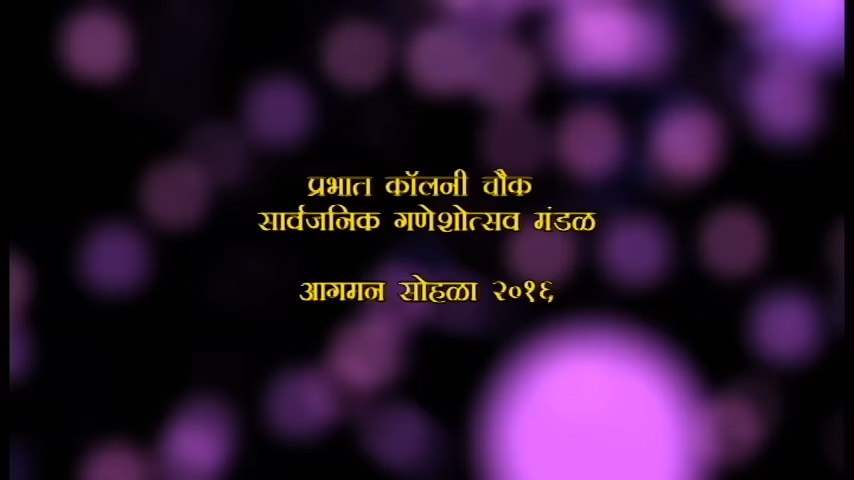 प्रभात कॉलनी चौक
सार्वजनिक गणेशोत्सव मंडळ
आगमन सोहळा २०१६